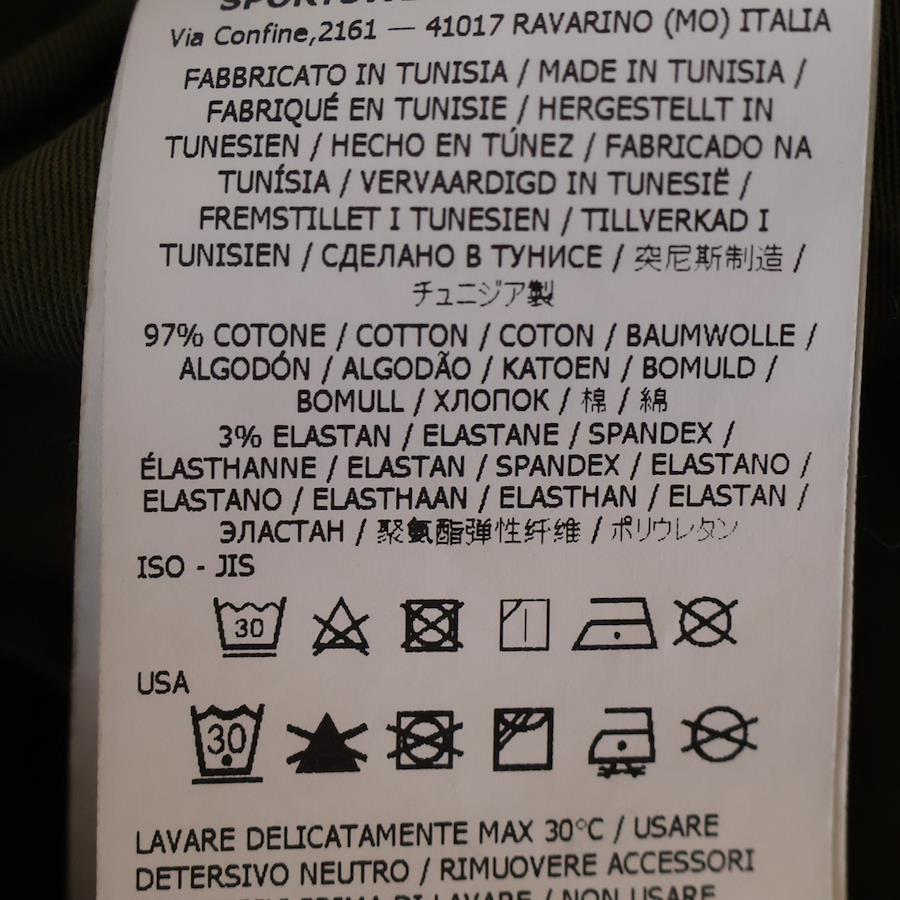 Via Confine,2161 — 41017 RAVARINO (MO) ITALIA
FABBRICATO IN TUNISIA / MADE IN TUNISIA /
FABRIQUÉ EN TUNISIE / HERGESTELLT IN
TUNESIEN / HECHO EN TÚNEZ / FABRICADO NA
TUNÍSIA / VERVAARDIGD IN TUNESIË /
FREMSTILLET I TUNESIEN / TILLVERKAD I
TUNISIEN / СДЕЛАНО В ТУНИСЕ / 突尼斯制造 /
チュニジア製
97% COTONE / COTTON / COTON / BAUMWOLLE /
ALGODÓN / ALGODÃO / KATOEN / BOMULD /
BOMULL / ХЛОПОК / 棉 / 綿
3% ELASTAN / ELASTANE / SPANDEX /
ÉLASTHANNE / ELASTAN / SPANDEX / ELASTANO /
ELASTANO / ELASTHAAN / ELASTHAN / ELASTAN /
ЭЛАСТАН / 聚氨酯弹性纤维 / ポリウレタン
ISO - JIS
30
USA
30
LAVARE DELICATAMENTE MAX 30°C / USARE
DETERSIVO NEUTRO / RIMUOVERE ACCESSORI
PRIMA DI LAVARE / NON USARE